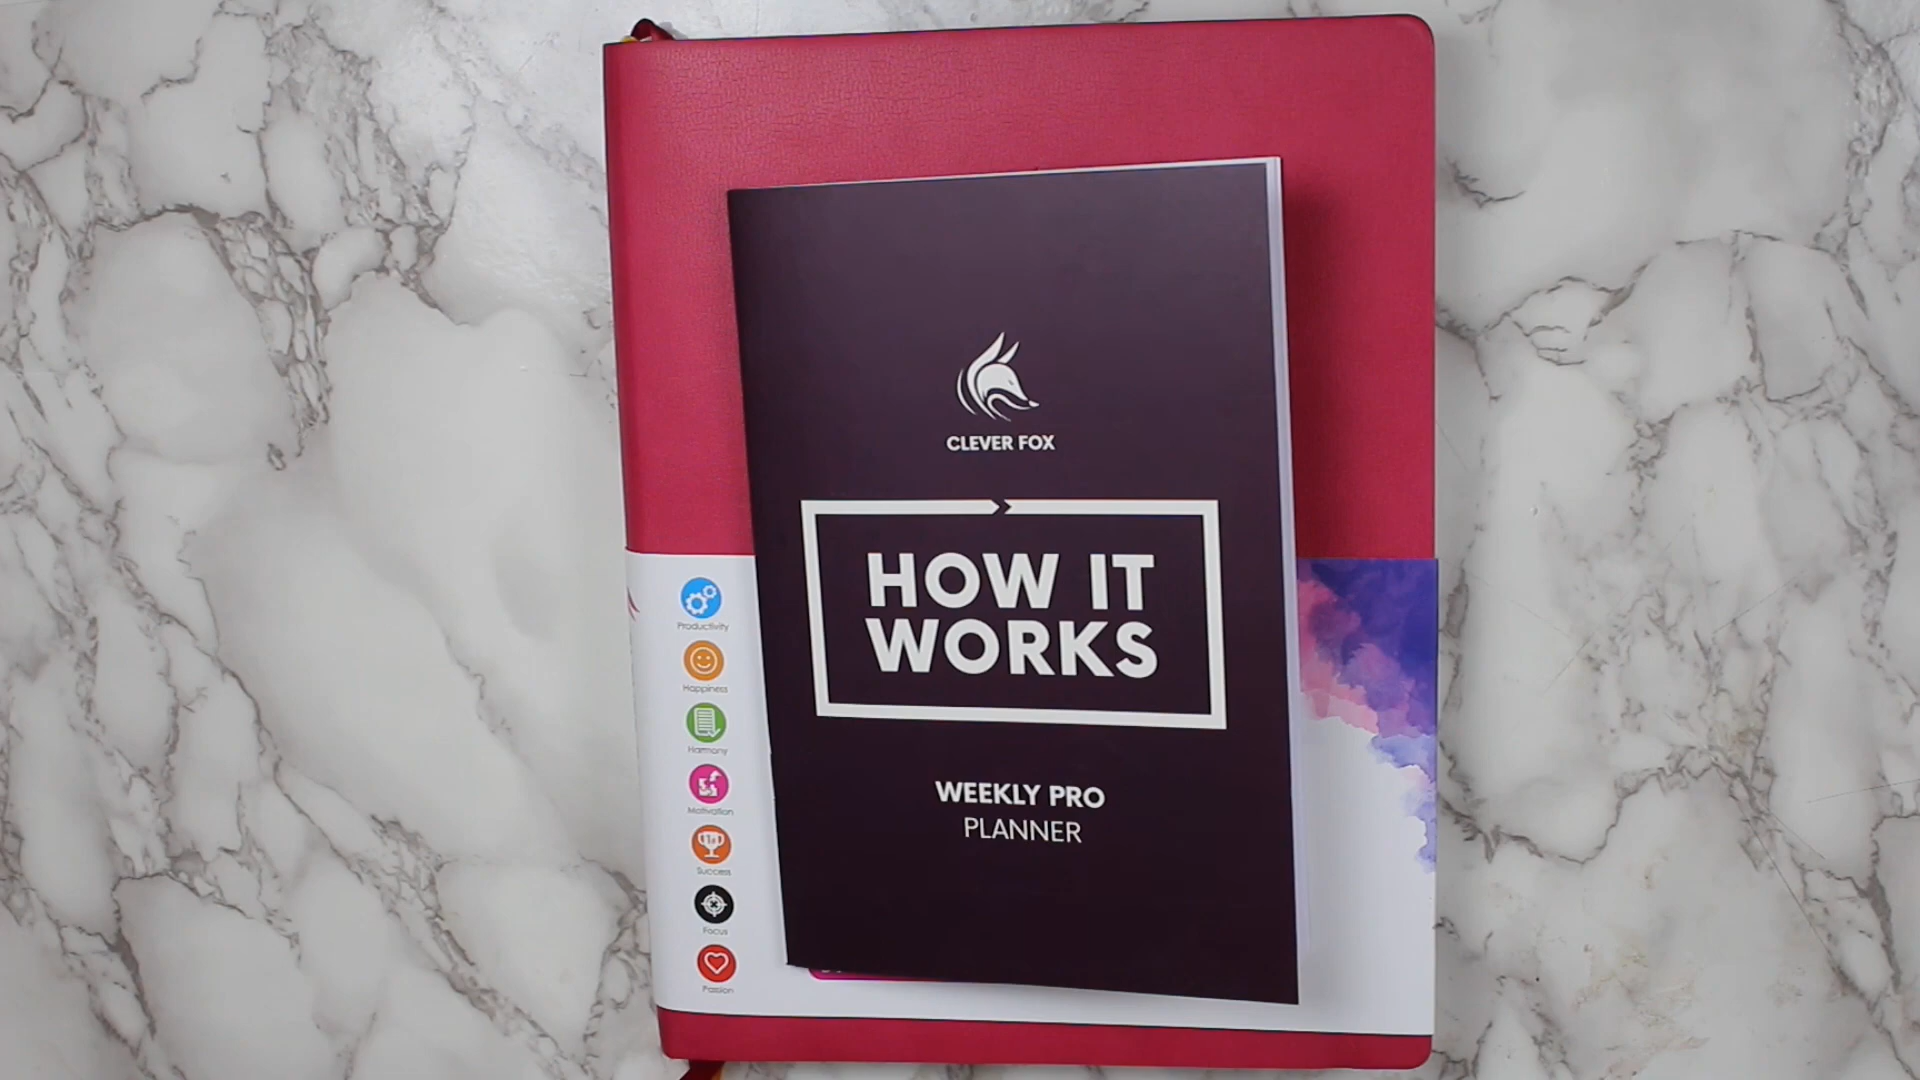 CLEVER FOX
HOW IT
WORKS
WEEKLY PRO
PLANNER
Productivity
Happiness
Harmony
Motivation
Success
Focus
Passion